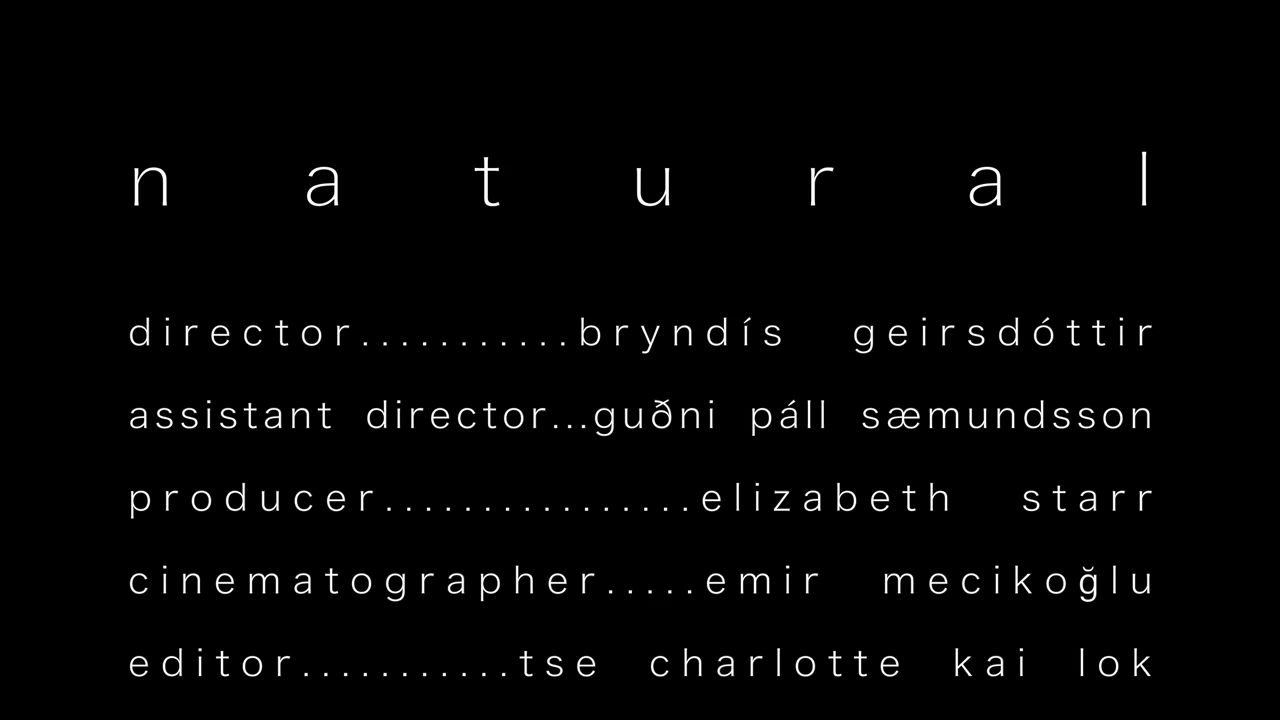 natural
director...........bryndís geirsdóttir
assistant director...guðni páll sæmundsson
producer................elizabeth starr
cinematographer.....emir mecikoğlu
editor...........tse charlotte kai lok